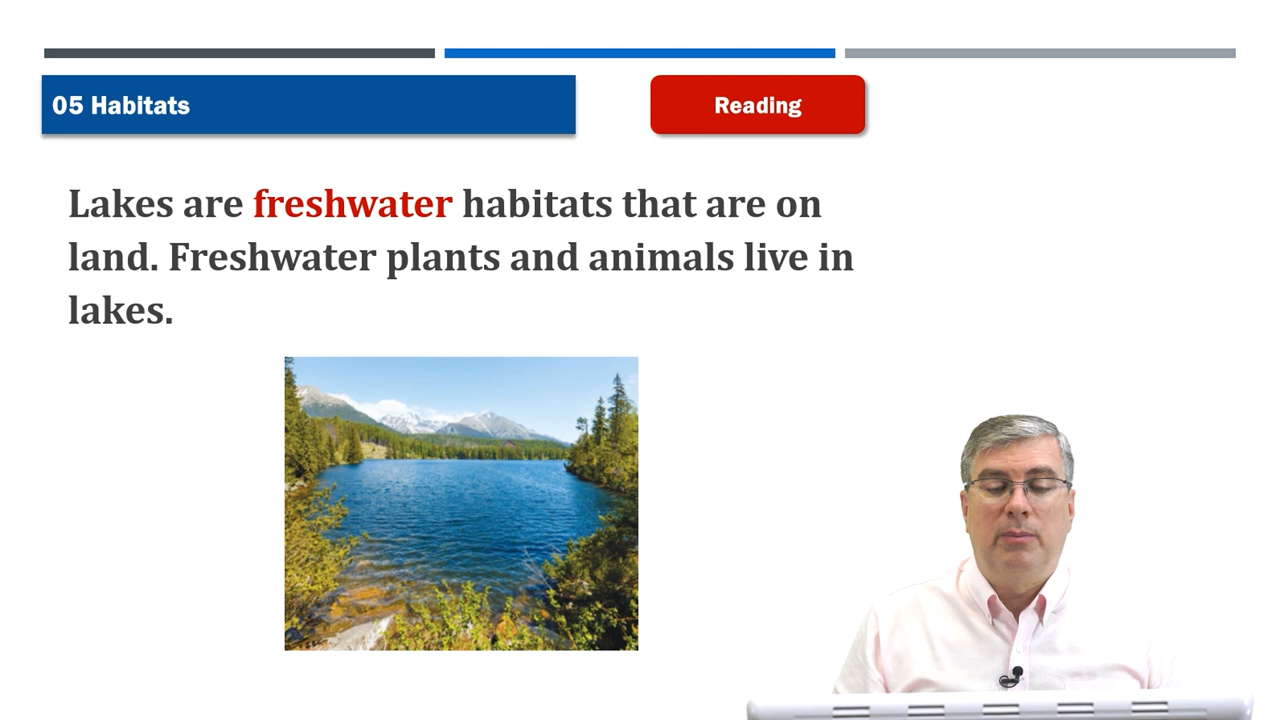 05 Habitats
Reading
Lakes are freshwater habitats that are on
land. Freshwater plants and animals live in
lakes.